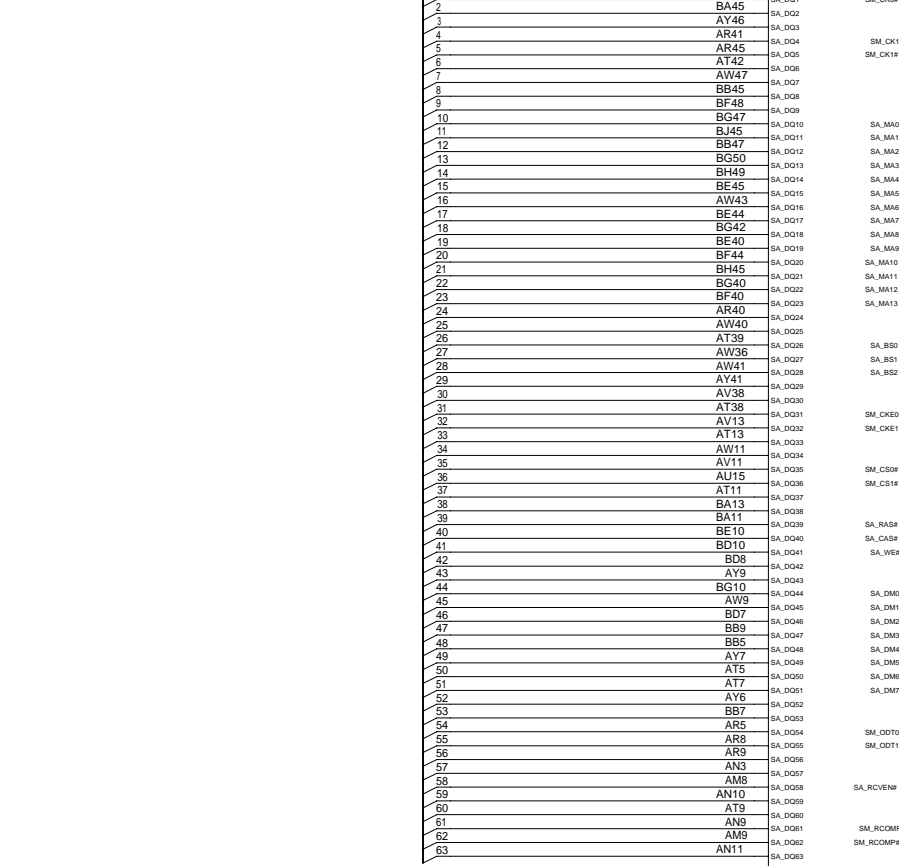 2 BA45 SA_DQ2
3 AY46 SA_DQ3
4 AR41 SA_DQ4 SM_CK1
5 AR45 SA_DQ5 SM_CK1#
6 AT42 SA_DQ6
7 AW47 SA_DQ7
8 BB45 SA_DQ8
9 BF48 SA_DQ9
10 BG47 SA_DQ10 SA_MA0
11 BJ45 SA_DQ11 SA_MA1
12 BB47 SA_DQ12 SA_MA2
13 BG50 SA_DQ13 SA_MA3
14 BH49 SA_DQ14 SA_MA4
15 BE45 SA_DQ15 SA_MA5
16 AW43 SA_DQ16 SA_MA6
17 BE44 SA_DQ17 SA_MA7
18 BG42 SA_DQ18 SA_MA8
19 BE40 SA_DQ19 SA_MA9
20 BF44 SA_DQ20 SA_MA10
21 BH45 SA_DQ21 SA_MA11
22 BG40 SA_DQ22 SA_MA12
23 BF40 SA_DQ23 SA_MA13
24 AR40 SA_DQ24
25 AW40 SA_DQ25
26 AT39 SA_DQ26 SA_BS0
27 AW36 SA_DQ27 SA_BS1
28 AW41 SA_DQ28 SA_BS2
29 AY41 SA_DQ29
30 AV38 SA_DQ30
31 AT38 SA_DQ31 SM_CKE0
32 AV13 SA_DQ32 SM_CKE1
33 AT13 SA_DQ33
34 AW11 SA_DQ34
35 AV11 SA_DQ35 SM_CS0#
36 AU15 SA_DQ36 SM_CS1#
37 AT11 SA_DQ37
38 BA13 SA_DQ38
39 BA11 SA_DQ39 SA_RAS#
40 BE10 SA_DQ40 SA_CAS#
41 BD10 SA_DQ41 SA_WE#
42 BD8 SA_DQ42
43 AY9 SA_DQ43
44 BG10 SA_DQ44 SA_DM0
45 AW9 SA_DQ45 SA_DM1
46 BD7 SA_DQ46 SA_DM2
47 BB9 SA_DQ47 SA_DM3
48 BB5 SA_DQ48 SA_DM4
49 AY7 SA_DQ49 SA_DM5
50 AT5 SA_DQ50 SA_DM6
51 AT7 SA_DQ51 SA_DM7
52 AY6 SA_DQ52
53 BB7 SA_DQ53
54 AR5 SA_DQ54 SM_ODT0
55 AR8 SA_DQ55 SM_ODT1
56 AR9 SA_DQ56
57 AN3 SA_DQ57
58 AM8 SA_DQ58 SA_RCVEN#
59 AN10 SA_DQ59
60 AT9 SA_DQ60
61 AN9 SA_DQ61 SM_RCOMP
62 AM9 SA_DQ62 SM_RCOMP#
63 AN11 SA_DQ63